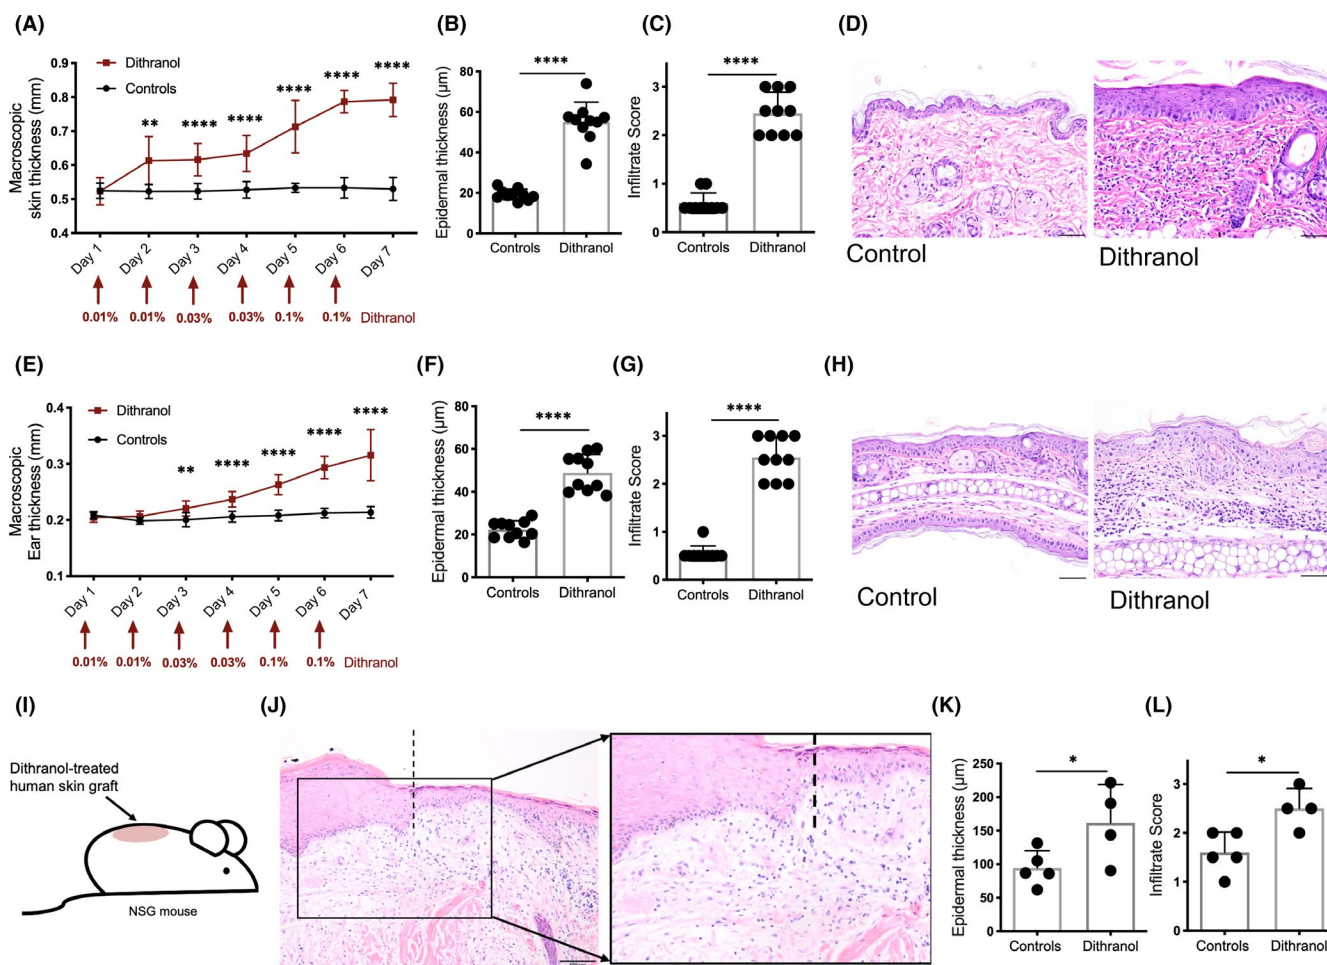 (A)
Dithranol
Controls
Macroscopic
skin thickness (mm)
0.9
0.8
0.7
0.6
0.5
0.4
**
****
****
****
****
****
Day 1
Day 2
Day 3
Day 4
Day 5
Day 6
Day 7
0.01%
0.01%
0.03%
0.03%
0.1%
0.1%
Dithranol
(B)
Epidermal thickness (µm)
80
60
40
20
0
****
Controls
Dithranol
(C)
Infiltrate Score
3
2
1
0
****
Controls
Dithranol
(D)
Control
Dithranol
(E)
Dithranol
Controls
Macroscopic
Ear thickness (mm)
0.4
0.3
0.2
0.1
**
****
****
****
****
Day 1
Day 2
Day 3
Day 4
Day 5
Day 6
Day 7
0.01%
0.01%
0.03%
0.03%
0.1%
0.1%
Dithranol
(F)
Epidermal thickness (µm)
80
60
40
20
0
****
Controls
Dithranol
(G)
Infiltrate Score
3
2
1
0
****
Controls
Dithranol
(H)
Control
Dithranol
(I)
Dithranol-treated
human skin graft
NSG mouse
(J)
(K)
Epidermal thickness (µm)
250
200
150
100
50
0
*
Controls
Dithranol
(L)
Infiltrate Score
3
2
1
0
*
Controls
Dithranol